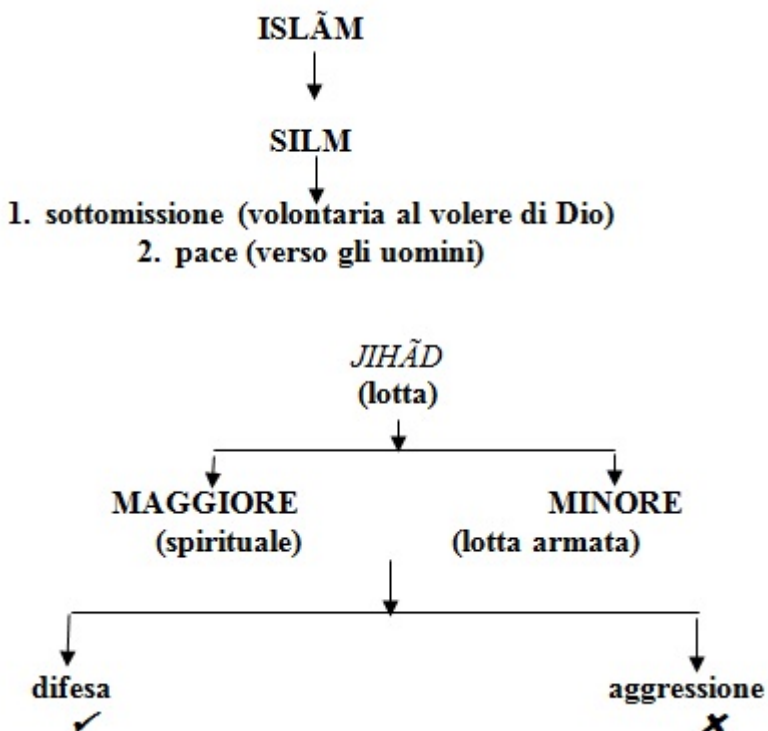 ISLÃM
SILM
1. sottomissione (volontaria al volere di Dio)
2. pace (verso gli uomini)
JIHÃD
(lotta)
MAGGIORE MINORE
(spirituale) (lotta armata)
difesa aggressione
✓ ✗